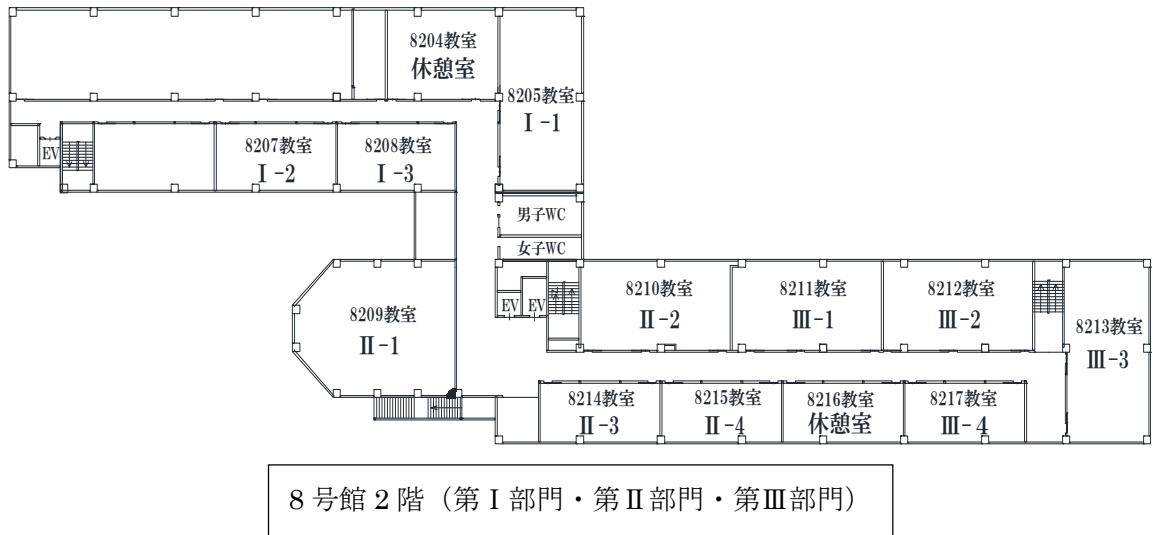 8204教室
休憩室
8205教室
Ⅰ-1
EV
8207教室
Ⅰ-2
8208教室
Ⅰ-3
男子WC
女子WC
8209教室
Ⅱ-1
EV
EV
8210教室
Ⅱ-2
8211教室
Ⅲ-1
8212教室
Ⅲ-2
8213教室
Ⅲ-3
8214教室
Ⅱ-3
8215教室
Ⅱ-4
8216教室
休憩室
8217教室
Ⅲ-4
8号館2階（第Ⅰ部門・第Ⅱ部門・第Ⅲ部門）